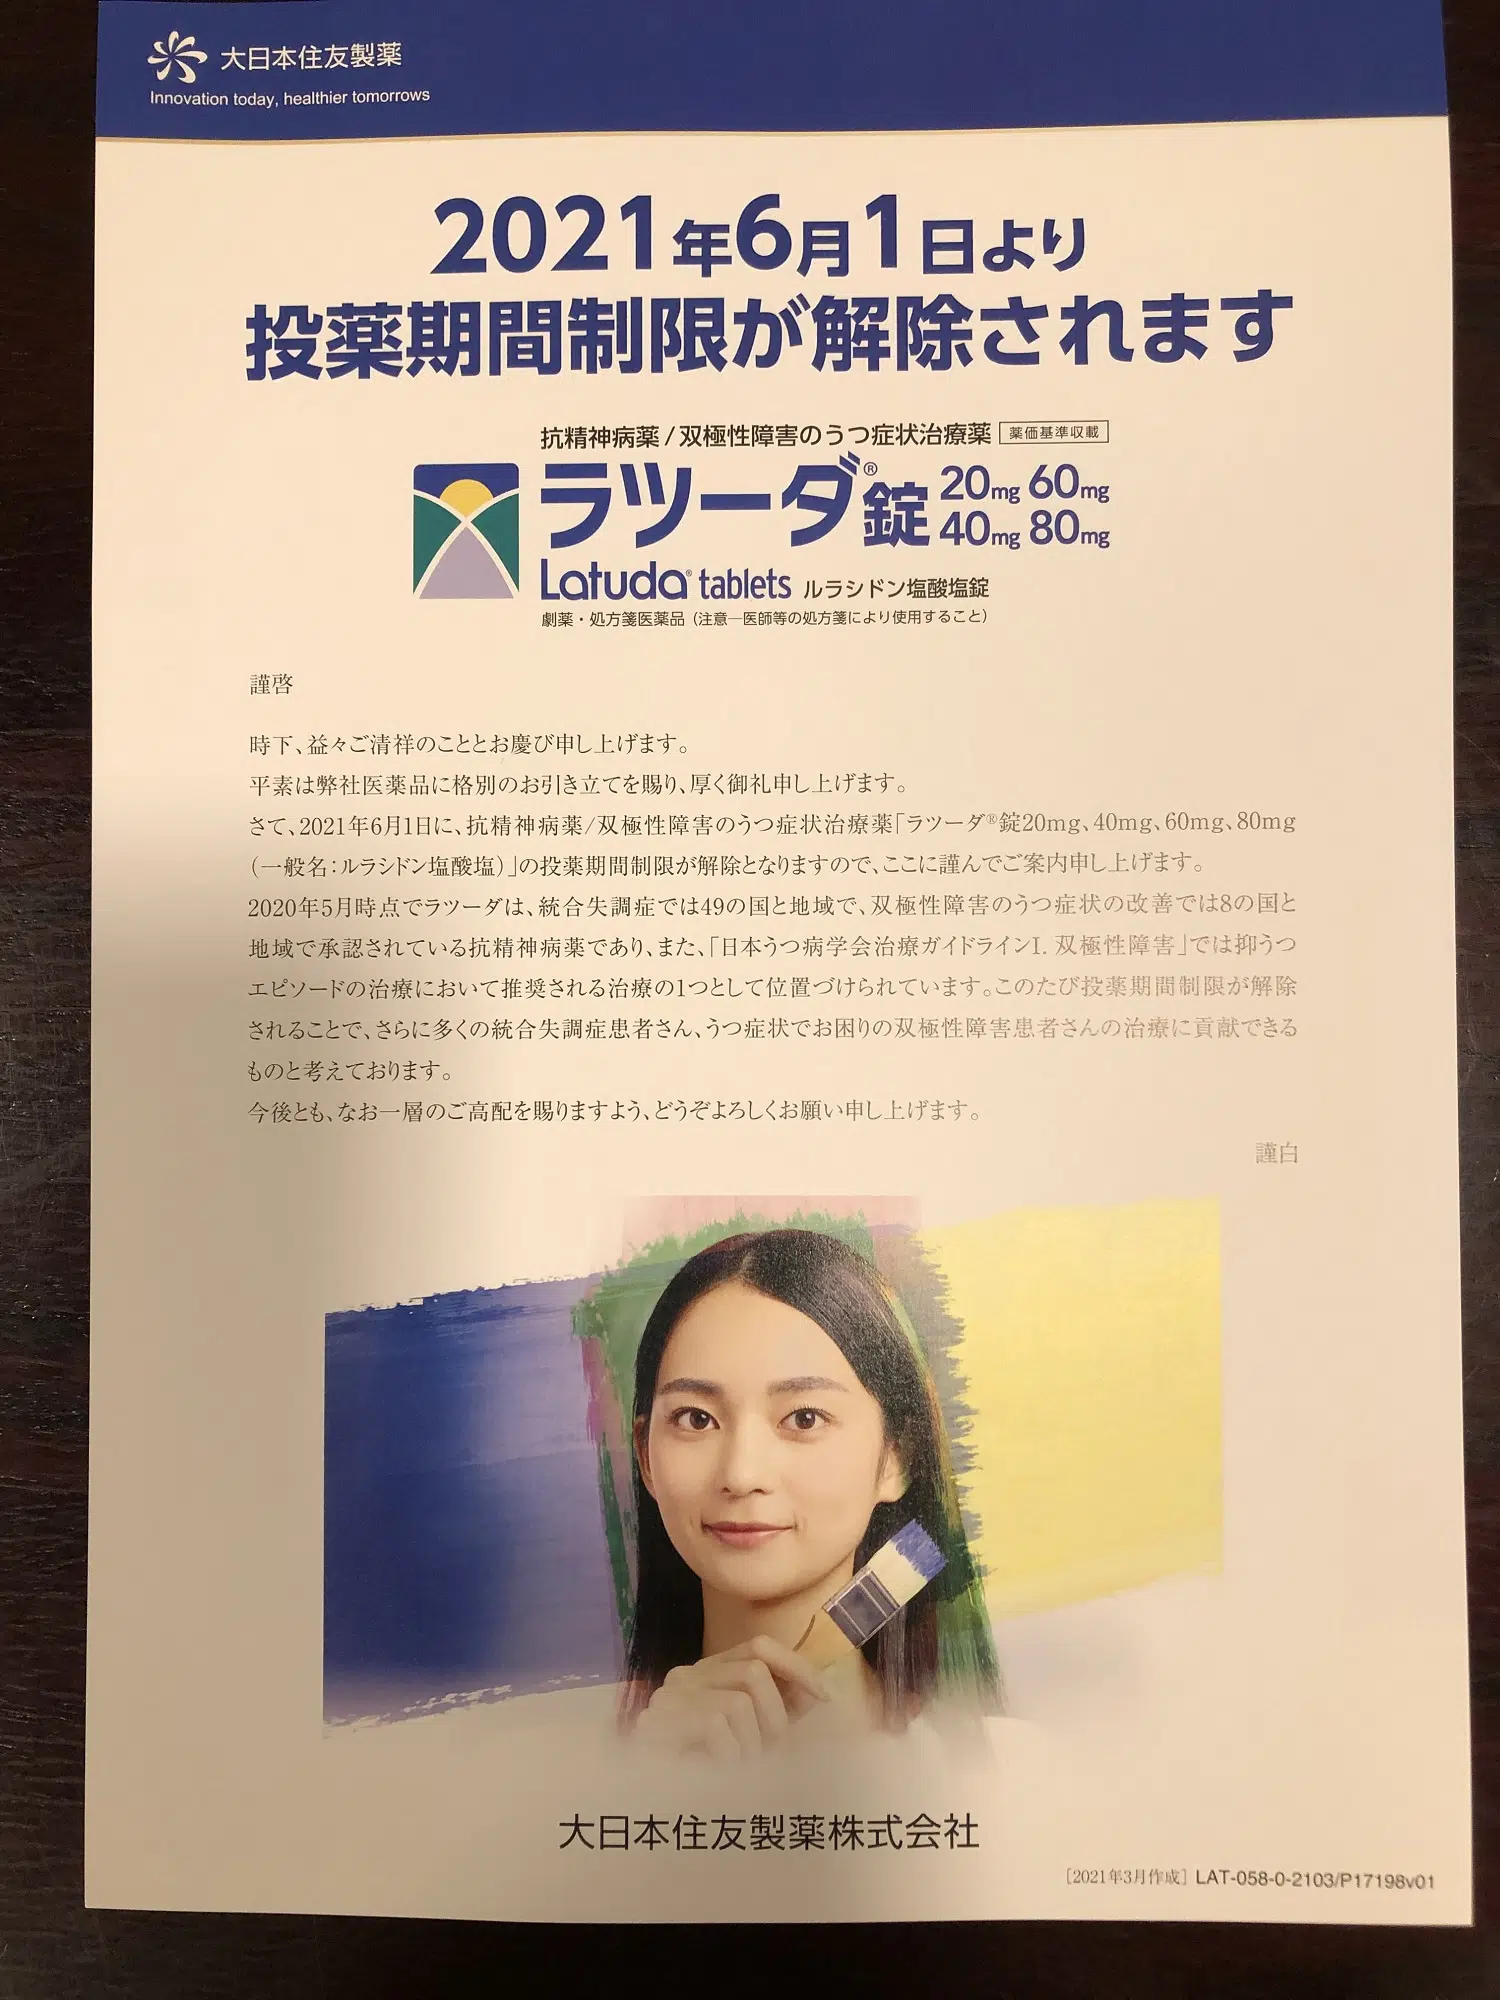 大日本住友製薬
Innovation today, healthier tomorrows
2021年6月1日より
投薬期間制限が解除されます
抗精神病薬/双極性障害のうつ症状治療薬 薬価基準収載
ラツーダ®錠 20mg 60mg
40mg 80mg
Latuda® tablets ルラシドン塩酸塩錠
劇薬・処方箋医薬品（注意―医師等の処方箋により使用すること）
謹啓
時下、益々ご清祥のこととお慶び申し上げます。
平素は弊社医薬品に格別のお引き立てを賜り、厚く御礼申し上げます。
さて、2021年6月1日に、抗精神病薬/双極性障害のうつ症状治療薬「ラツーダ®錠20mg、40mg、60mg、80mg
（一般名：ルラシドン塩酸塩）」の投薬期間制限が解除となりますので、ここに謹んでご案内申し上げます。
2020年5月時点でラツーダは、統合失調症では49の国と地域で、双極性障害のうつ症状の改善では8の国と
地域で承認されている抗精神病薬であり、また、「日本うつ病学会治療ガイドラインI. 双極性障害」では抑うつ
エピソードの治療において推奨される治療の1つとして位置づけられています。このたび投薬期間制限が解除
されることで、さらに多くの統合失調症患者さん、うつ症状でお困りの双極性障害患者さんの治療に貢献できる
ものと考えております。
今後とも、なお一層のご高配を賜りますよう、どうぞよろしくお願い申し上げます。
謹白
大日本住友製薬株式会社
［2021年3月作成］LAT-058-0-2103/P17198v01